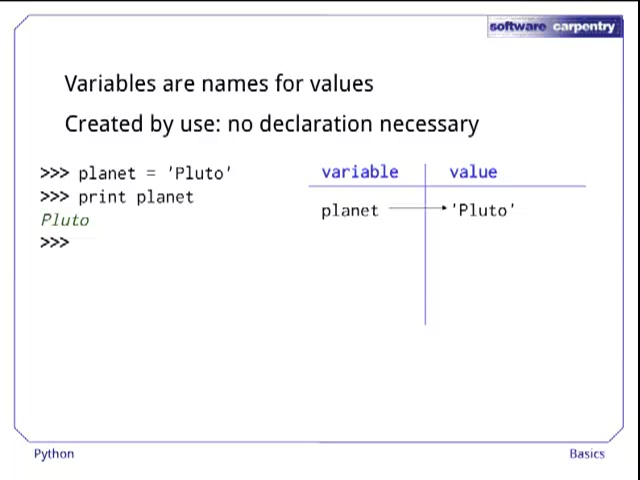 software carpentry
Variables are names for values
Created by use: no declaration necessary
>>> planet = 'Pluto'
>>> print planet
Pluto
>>>
variable value
planet 'Pluto'
Python Basics